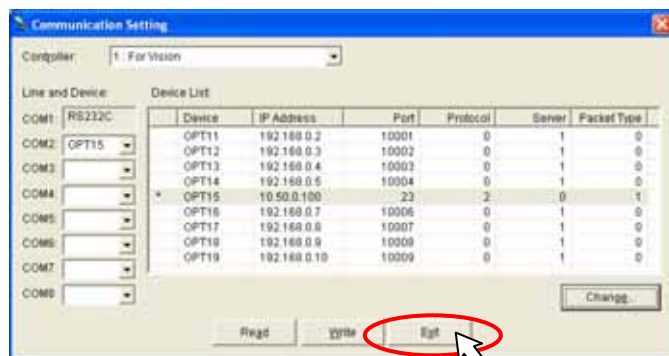 Communication Setting
Controller: 1 : For Vision
Line and Device: Device List:
COM1: RS232C
COM2: OPT15
COM3:
COM4:
COM5:
COM6:
COM7:
COM8:
Device IP Address Port Protocol Server Packet Type
OPT11 192.168.0.2 10001 0 1 0
OPT12 192.168.0.3 10002 0 1 0
OPT13 192.168.0.4 10003 0 1 0
OPT14 192.168.0.5 10004 0 1 0
* OPT15 10.50.0.100 23 2 0 1
OPT16 192.168.0.7 10006 0 1 0
OPT17 192.168.0.8 10007 0 1 0
OPT18 192.168.0.9 10008 0 1 0
OPT19 192.168.0.10 10009 0 1 0
Change...
Read Write Exit